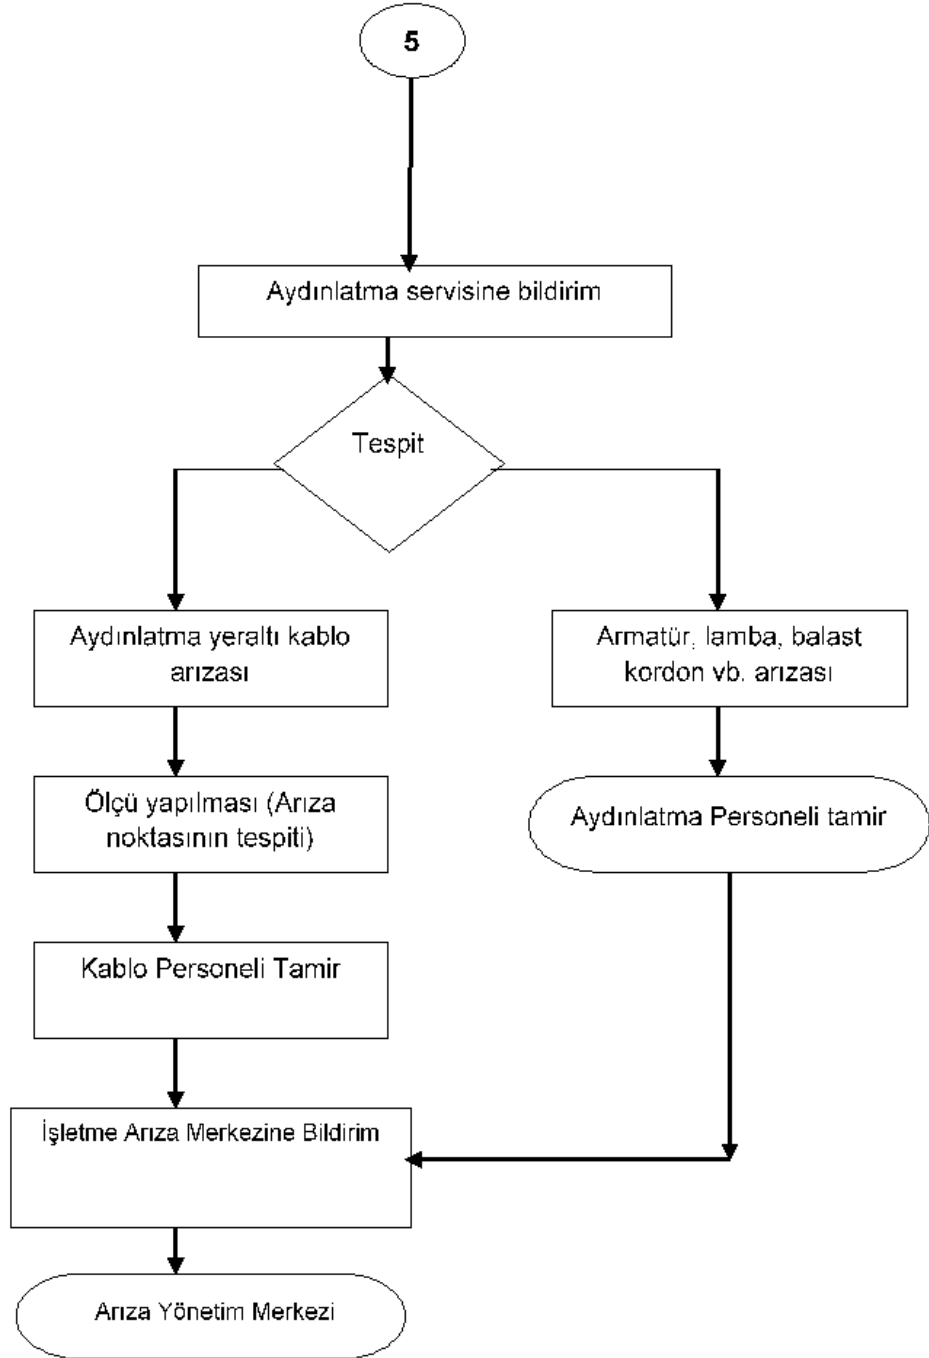 5
Aydınlatma servisine bildirim
Tespit
Aydınlatma yeraltı kablo
arızası
Armatür, lamba, balast
kordon vb. arızası
Ölçü yapılması (Arıza
noktasının tespiti)
Aydınlatma Personeli tamir
Kablo Personeli Tamir
İşletme Arıza Merkezine Bildirim
Arıza Yönetim Merkezi